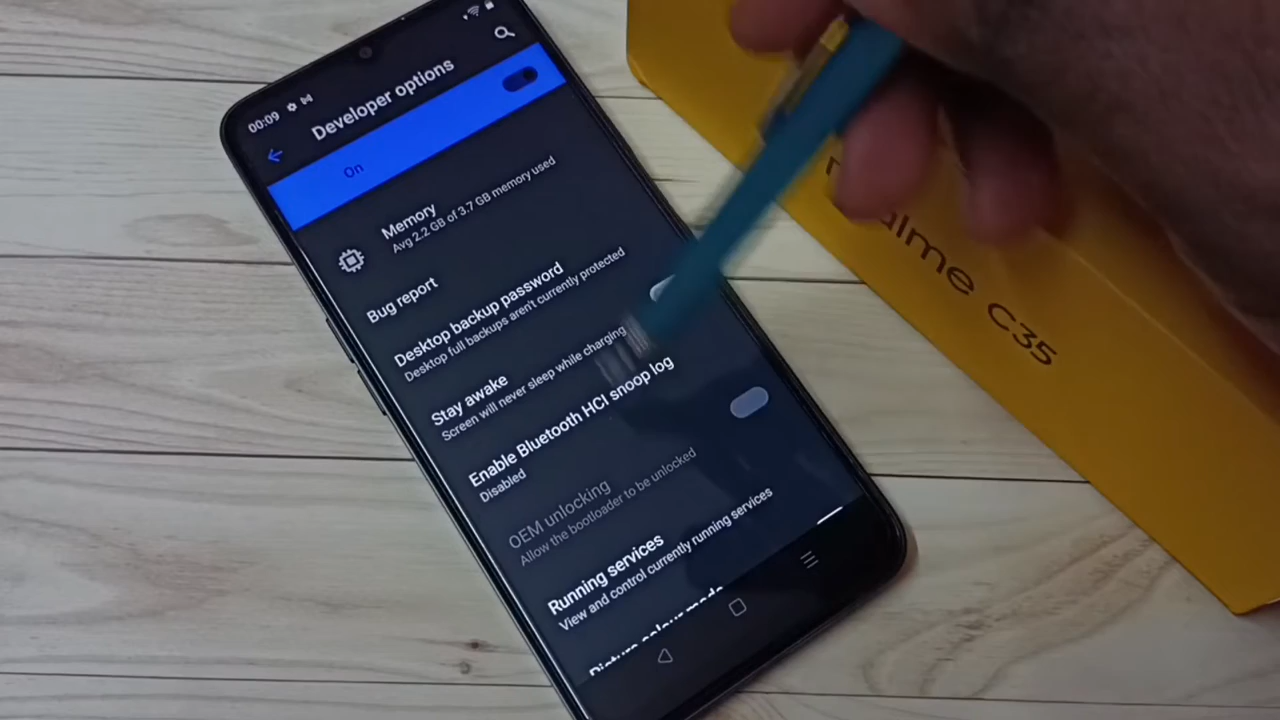 00:09
Developer options
On
Memory
Avg 2.2 GB of 3.7 GB memory used
Bug report
Desktop backup password
Desktop full backups aren't currently protected
Stay awake
Screen will never sleep while charging
Enable Bluetooth HCI snoop log
Disabled
OEM unlocking
Allow the bootloader to be unlocked
Running services
View and control currently running services
Picture colour mode
realme C35